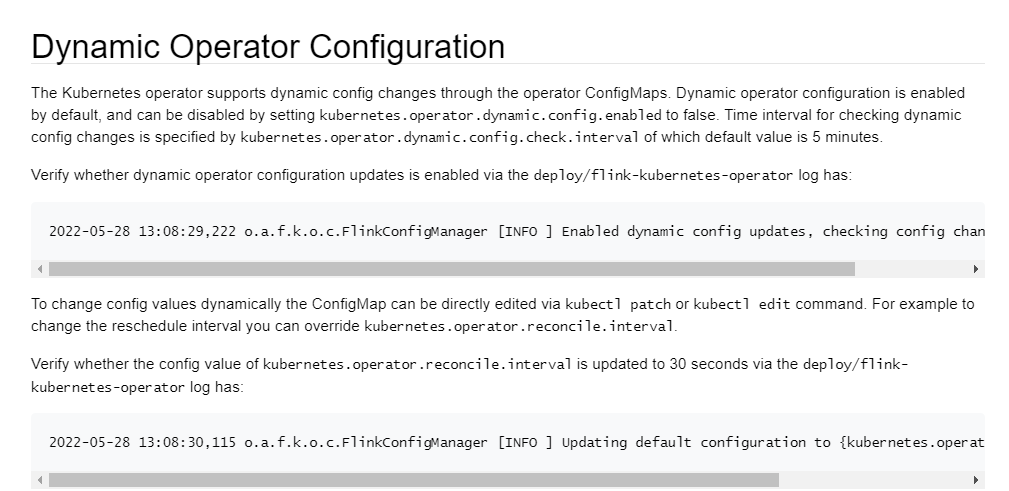 Dynamic Operator Configuration
The Kubernetes operator supports dynamic config changes through the operator ConfigMaps. Dynamic operator configuration is enabled
by default, and can be disabled by setting kubernetes.operator.dynamic.config.enabled to false. Time interval for checking dynamic
config changes is specified by kubernetes.operator.dynamic.config.check.interval of which default value is 5 minutes.
Verify whether dynamic operator configuration updates is enabled via the deploy/flink-kubernetes-operator log has:
2022-05-28 13:08:29,222 o.a.f.k.o.c.FlinkConfigManager [INFO ] Enabled dynamic config updates, checking config chan
To change config values dynamically the ConfigMap can be directly edited via kubectl patch or kubectl edit command. For example to
change the reschedule interval you can override kubernetes.operator.reconcile.interval.
Verify whether the config value of kubernetes.operator.reconcile.interval is updated to 30 seconds via the deploy/flink-
kubernetes-operator log has:
2022-05-28 13:08:30,115 o.a.f.k.o.c.FlinkConfigManager [INFO ] Updating default configuration to {kubernetes.operat